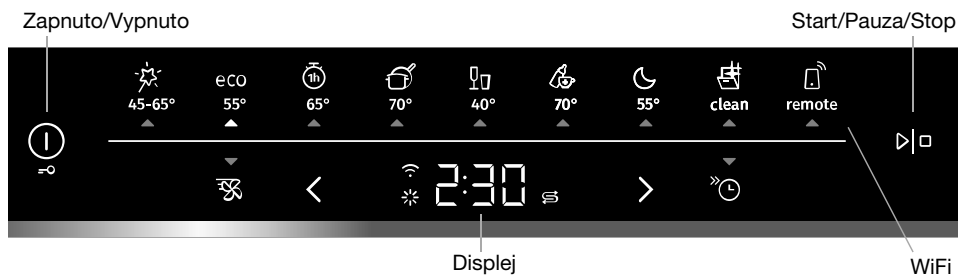 Zapnuto/Vypnuto
Start/Pauza/Stop
1h
45-65° eco 55° 65° 70° 40° 70° 55° clean remote
2:30
Displej
WiFi